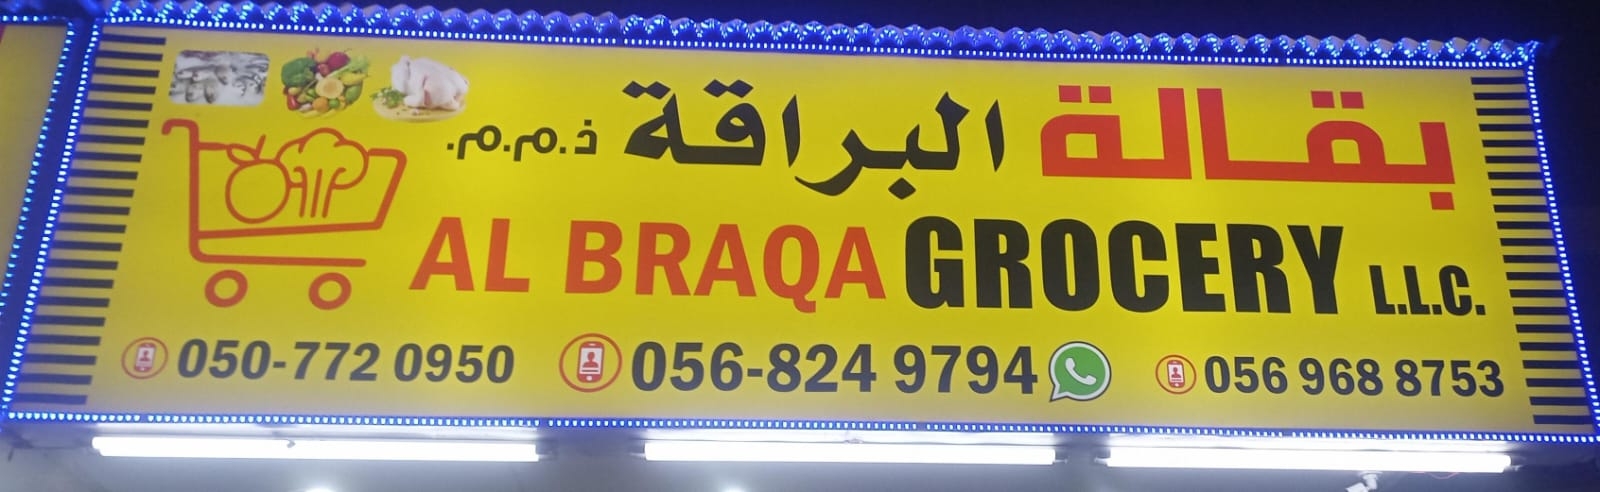 بقالة البراقة ذ.م.م.
AL BRAQA GROCERY L.L.C.
050-772 0950 056-824 9794 056 968 8753